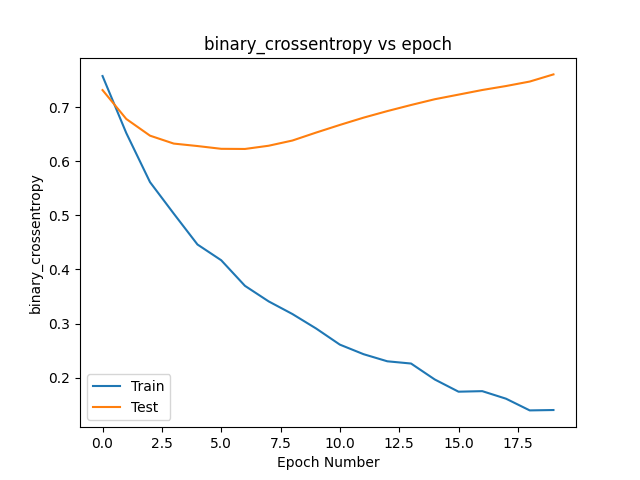 binary_crossentropy vs epoch
binary_crossentropy
0.7
0.6
0.5
0.4
0.3
0.2
Train
Test
0.0 2.5 5.0 7.5 10.0 12.5 15.0 17.5
Epoch Number